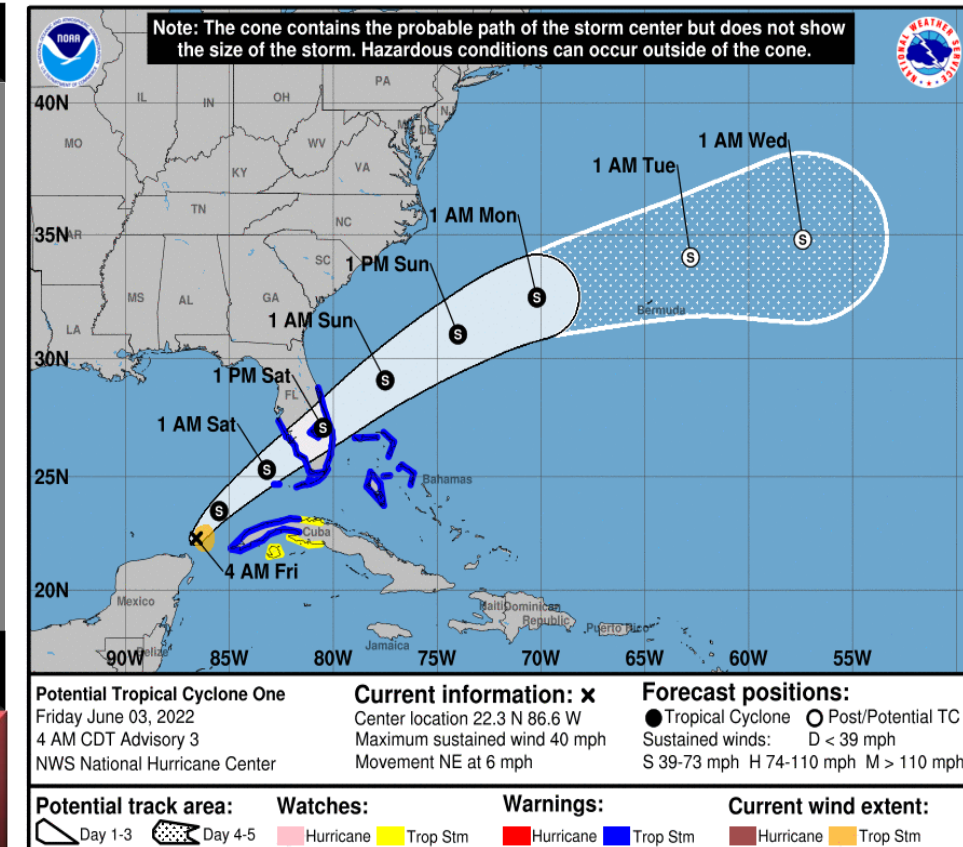 Note: The cone contains the probable path of the storm center but does not show
the size of the storm. Hazardous conditions can occur outside of the cone.
NOAA
NATIONAL WEATHER SERVICE
40N
35N
30N
25N
20N
MO
IL
IN
OH
PA
NJ
DE
WV
VA
KY
TN
NC
AR
SC
MS
AL
GA
LA
FL
1 AM Wed
1 AM Tue
1 AM Mon
1 PM Sun
1 AM Sun
1 PM Sat
1 AM Sat
4 AM Fri
S
S
S
S
S
S
S
S
Bermuda
Bahamas
Cuba
Mexico
Belize
Jamaica
Haiti
Dominican
Republic
Puerto Rico
90W 85W 80W 75W 70W 65W 60W 55W
Potential Tropical Cyclone One
Friday June 03, 2022
4 AM CDT Advisory 3
NWS National Hurricane Center
Current information: x
Center location 22.3 N 86.6 W
Maximum sustained wind 40 mph
Movement NE at 6 mph
Forecast positions:
Tropical Cyclone Post/Potential TC
Sustained winds: D < 39 mph
S 39-73 mph H 74-110 mph M > 110 mph
Potential track area:
Day 1-3 Day 4-5
Watches:
Hurricane Trop Stm
Warnings:
Hurricane Trop Stm
Current wind extent:
Hurricane Trop Stm